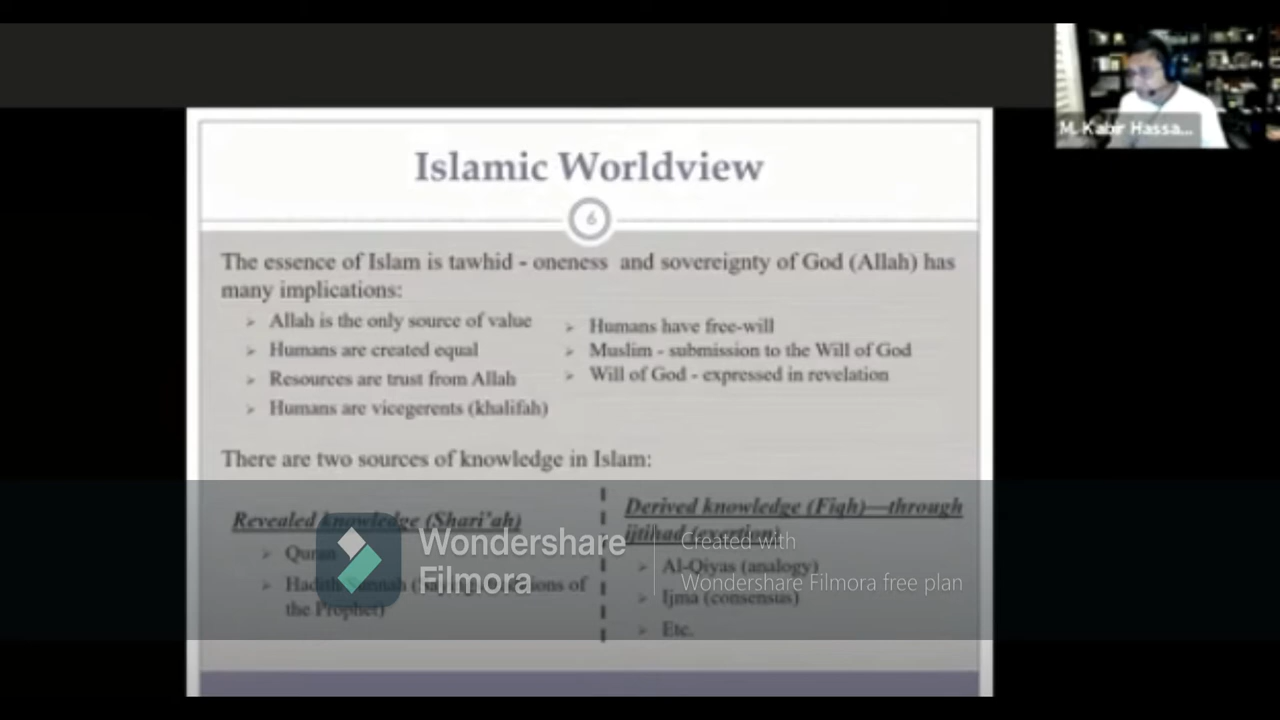 M. Kabir Hassa...
Islamic Worldview
6
The essence of Islam is tawhid - oneness and sovereignty of God (Allah) has
many implications:
➢ Allah is the only source of value
➢ Humans are created equal
➢ Resources are trust from Allah
➢ Humans are vicegerents (khalifah)
➢ Humans have free-will
➢ Muslim - submission to the Will of God
➢ Will of God - expressed in revelation
There are two sources of knowledge in Islam:
Revealed knowledge (Shari'ah)
➢ Quran
➢ Hadith of
the Prophet)
Derived knowledge (Fiqh)—through
ijtihad (exertion)
➢ Al-Qiyas (analogy)
➢ Ijma (consensus)
➢ Etc.
Wondershare
Filmora
Created with
Wondershare Filmora free plan